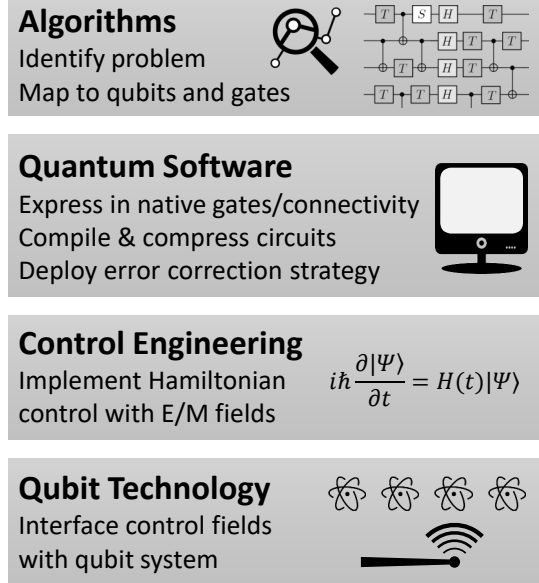 Algorithms
Identify problem
Map to qubits and gates
T S H T
H T T
T H T
T T H T
Quantum Software
Express in native gates/connectivity
Compile & compress circuits
Deploy error correction strategy
Control Engineering
Implement Hamiltonian
control with E/M fields
iħ ∂|Ψ⟩/∂t = H(t)|Ψ⟩
Qubit Technology
Interface control fields
with qubit system